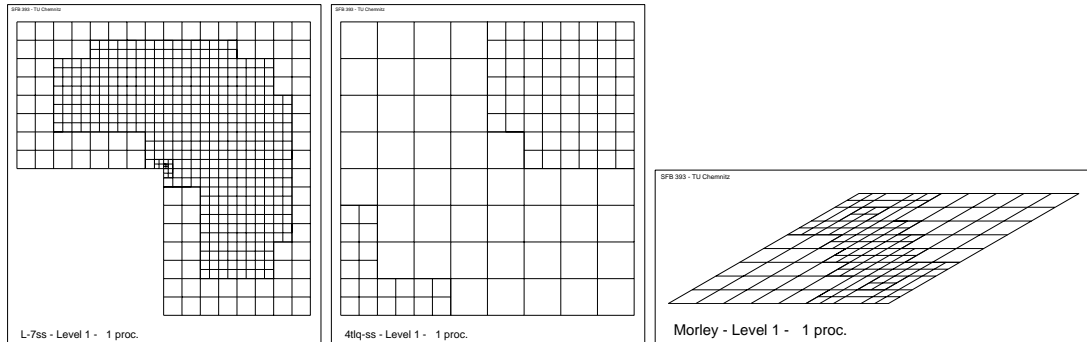 SFB 393 - TU Chemnitz
L-7ss - Level 1 - 1 proc.
SFB 393 - TU Chemnitz
4tlq-ss - Level 1 - 1 proc.
SFB 393 - TU Chemnitz
Morley - Level 1 - 1 proc.